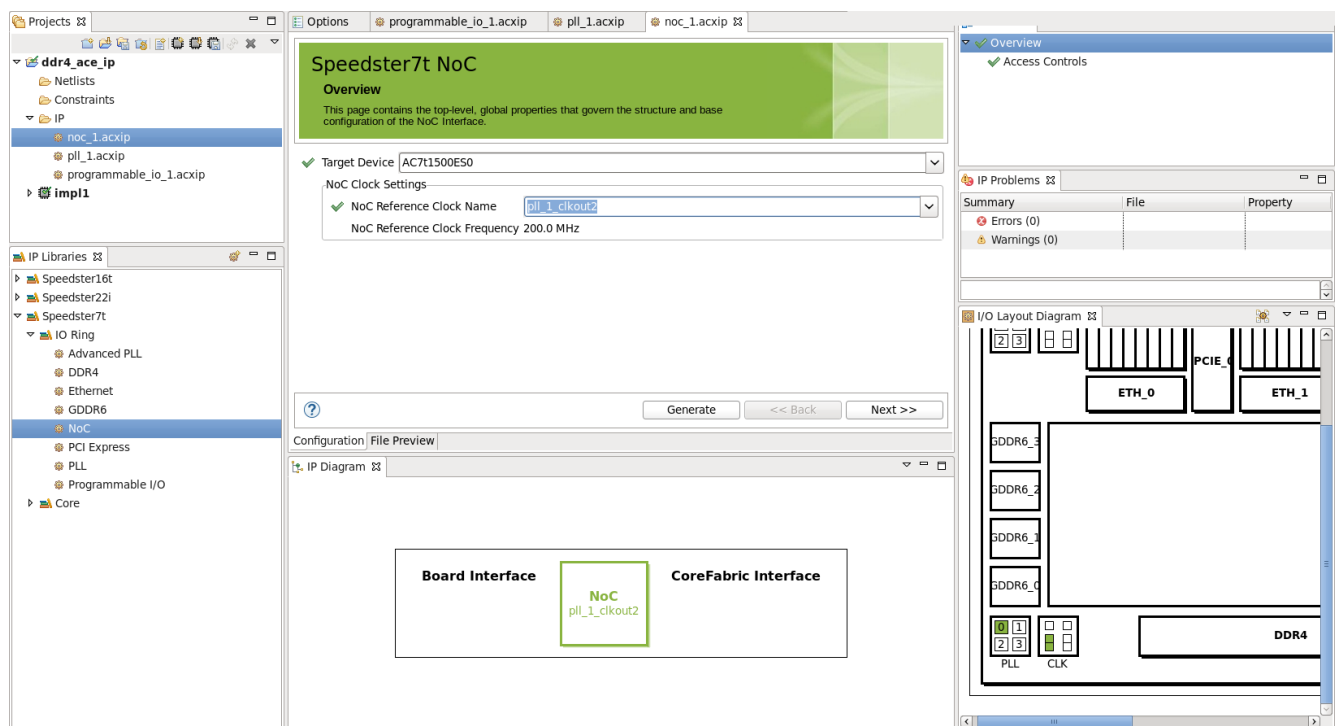 Projects
ddr4_ace_ip
Netlists
Constraints
IP
noc_1.acxip
pll_1.acxip
programmable_io_1.acxip
impl1
IP Libraries
Speedster16t
Speedster22i
Speedster7t
IO Ring
Advanced PLL
DDR4
Ethernet
GDDR6
NoC
PCI Express
PLL
Programmable I/O
Core
Options programmable_io_1.acxip pll_1.acxip noc_1.acxip
Speedster7t NoC
Overview
This page contains the top-level, global properties that govern the structure and base
configuration of the NoC Interface.
Target Device AC7t1500ES0
NoC Clock Settings
NoC Reference Clock Name pll_1_clkout2
NoC Reference Clock Frequency 200.0 MHz
? Generate << Back Next >>
Configuration File Preview
IP Diagram
Board Interface
NoC
pll_1_clkout2
CoreFabric Interface
Overview
Access Controls
IP Problems
Summary File Property
Errors (0)
Warnings (0)
I/O Layout Diagram
2 3
PCIE_0
ETH_0 ETH_1
GDDR6_3
GDDR6_2
GDDR6_1
GDDR6_0
0 1
2 3
DDR4
PLL CLK